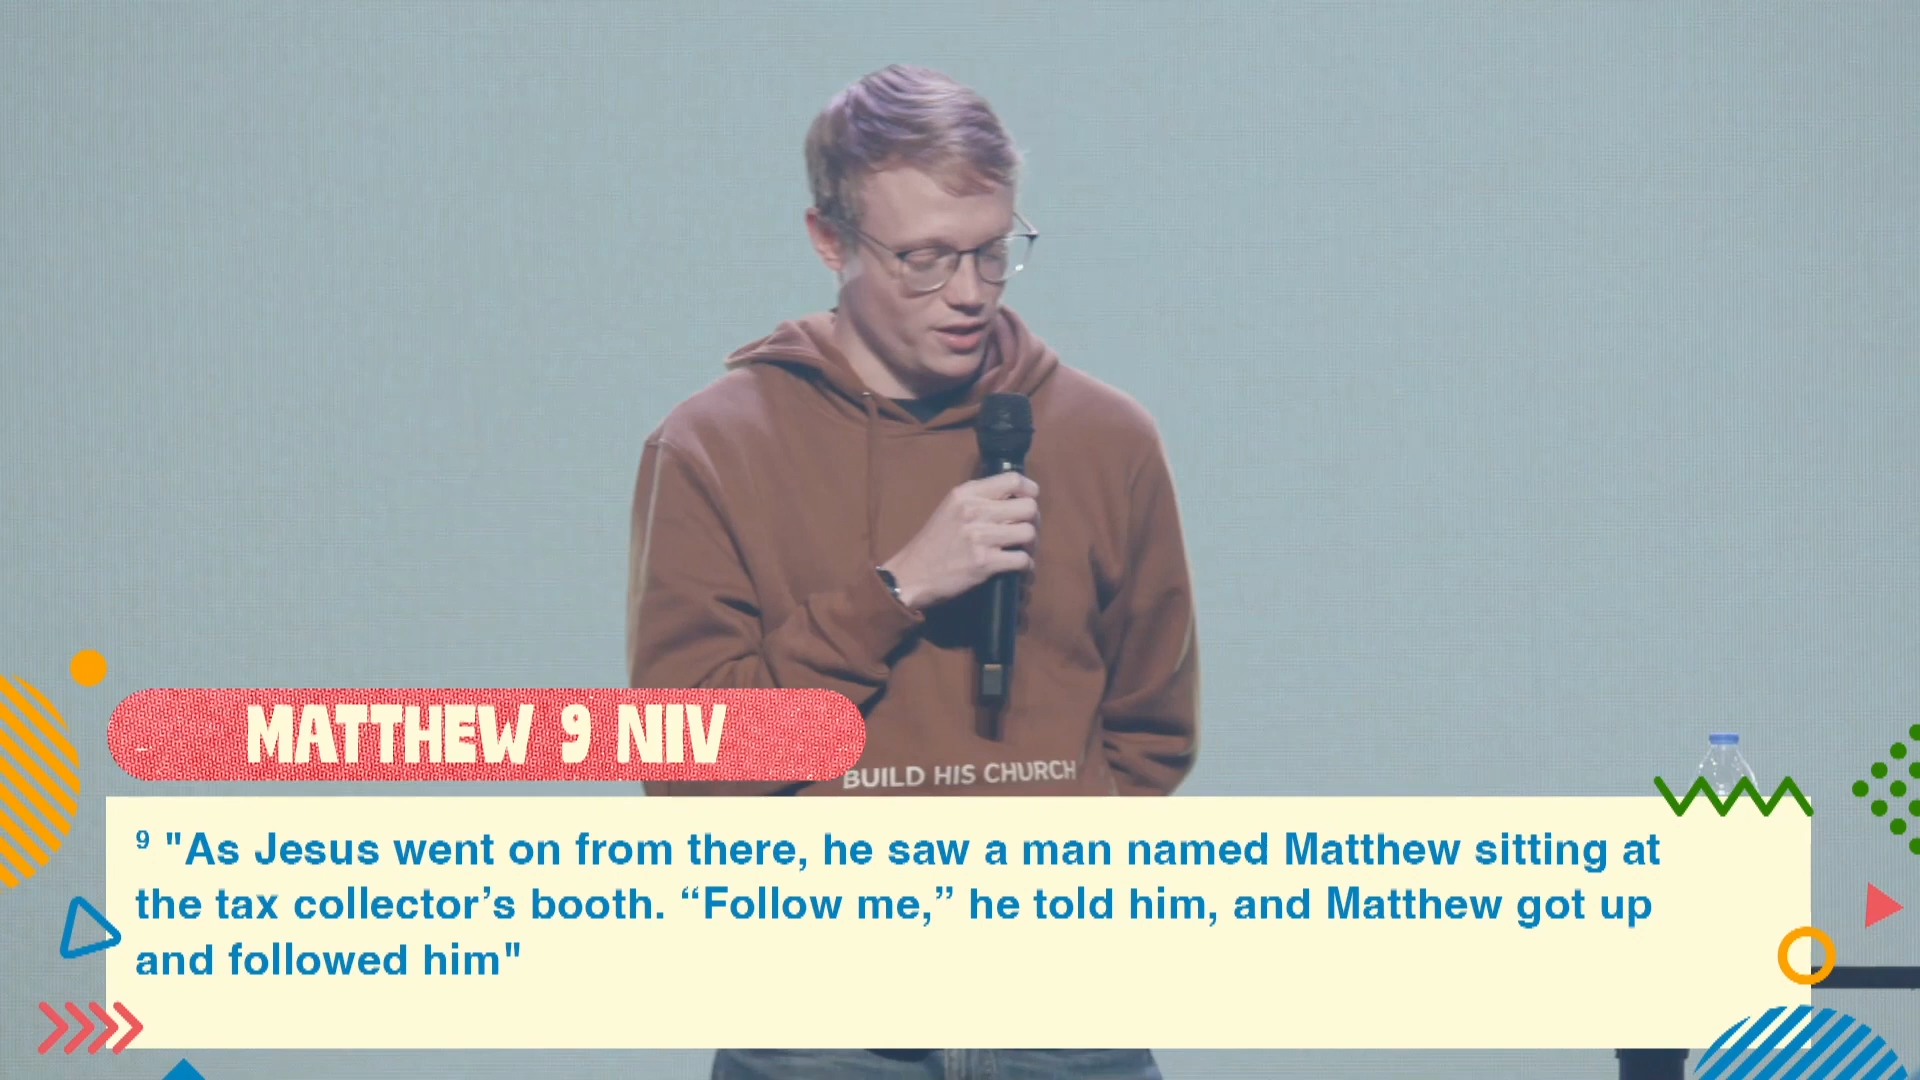 MATTHEW 9 NIV
BUILD HIS CHURCH
⁹ "As Jesus went on from there, he saw a man named Matthew sitting at
the tax collector’s booth. “Follow me,” he told him, and Matthew got up
and followed him"